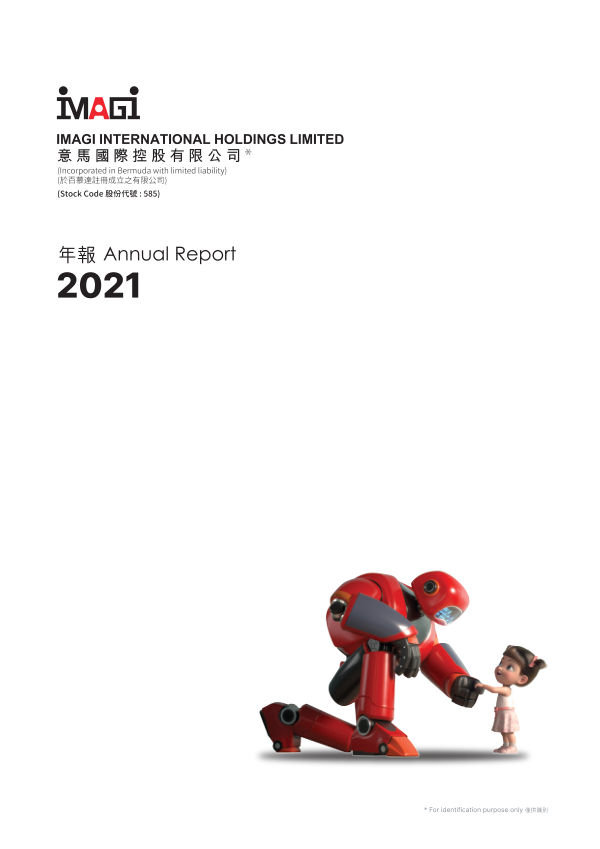 iMAGi
IMAGI INTERNATIONAL HOLDINGS LIMITED
意馬國際控股有限公司*
(Incorporated in Bermuda with limited liability)
(於百慕達註冊成立之有限公司)
(Stock Code 股份代號 : 585)
年報 Annual Report
2021
* For identification purpose only 僅供識別